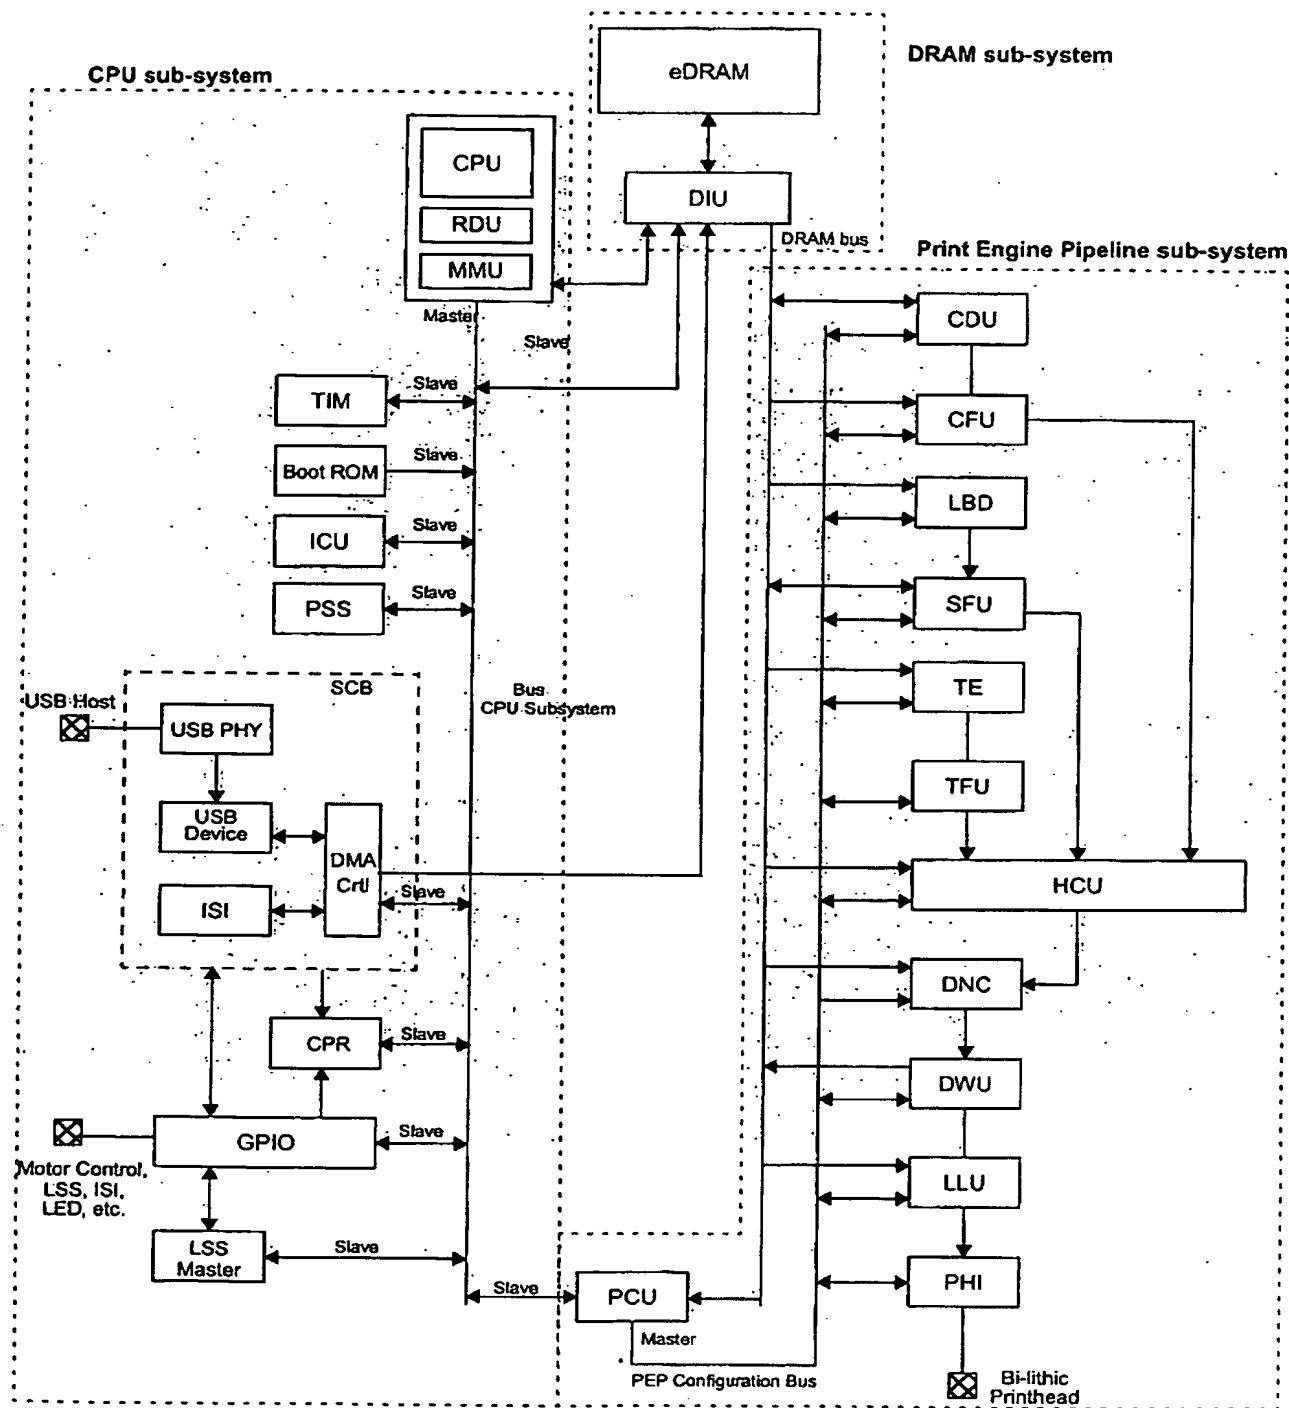 DRAM sub-system
CPU sub-system
eDRAM
CPU
RDU
MMU
DIU
DRAM bus
Print Engine Pipeline sub-system
Master
Slave
CDU
TIM
Slave
CFU
Boot ROM
Slave
LBD
ICU
Slave
PSS
Slave
SFU
SCB
USB Host
USB PHY
Bus
CPU Subsystem
TE
TFU
USB
Device
DMA
Crtl
Slave
ISI
HCU
DNC
CPR
Slave
DWU
GPIO
Slave
Motor Control,
LSS, ISI,
LED, etc.
LLU
LSS
Master
Slave
PHI
Slave
PCU
Master
PEP Configuration Bus
Bi-lithic
Printhead